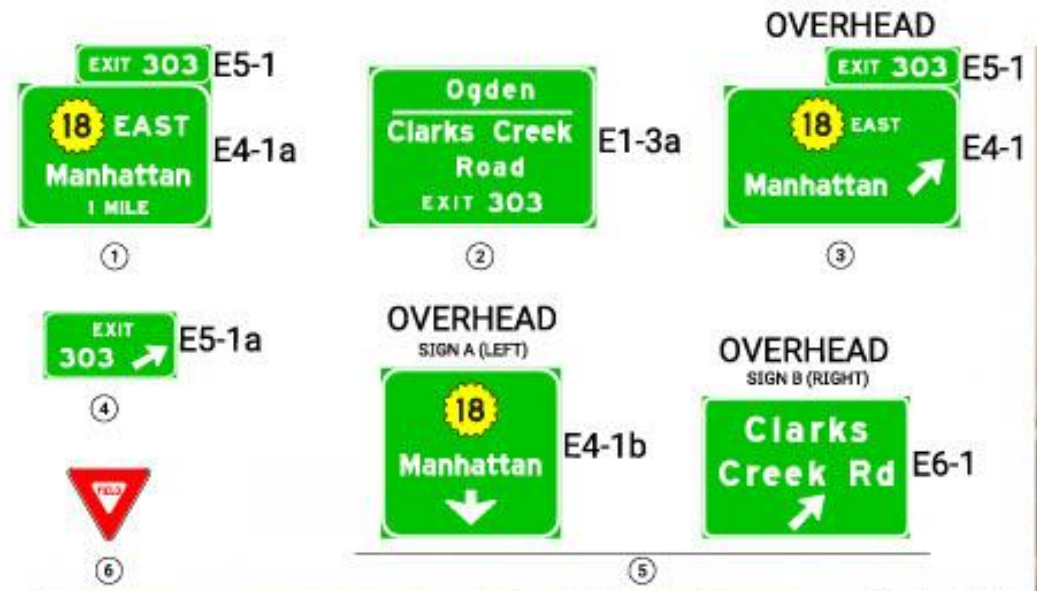 EXIT 303 E5-1
18 EAST
Manhattan
1 MILE
E4-1a
1
Ogden
Clarks Creek
Road
EXIT 303
E1-3a
2
OVERHEAD
EXIT 303 E5-1
18 EAST
Manhattan
E4-1
3
EXIT
303
E5-1a
4
OVERHEAD
SIGN A (LEFT)
18
Manhattan
E4-1b
OVERHEAD
SIGN B (RIGHT)
Clarks
Creek Rd
E6-1
5
YIELD
6